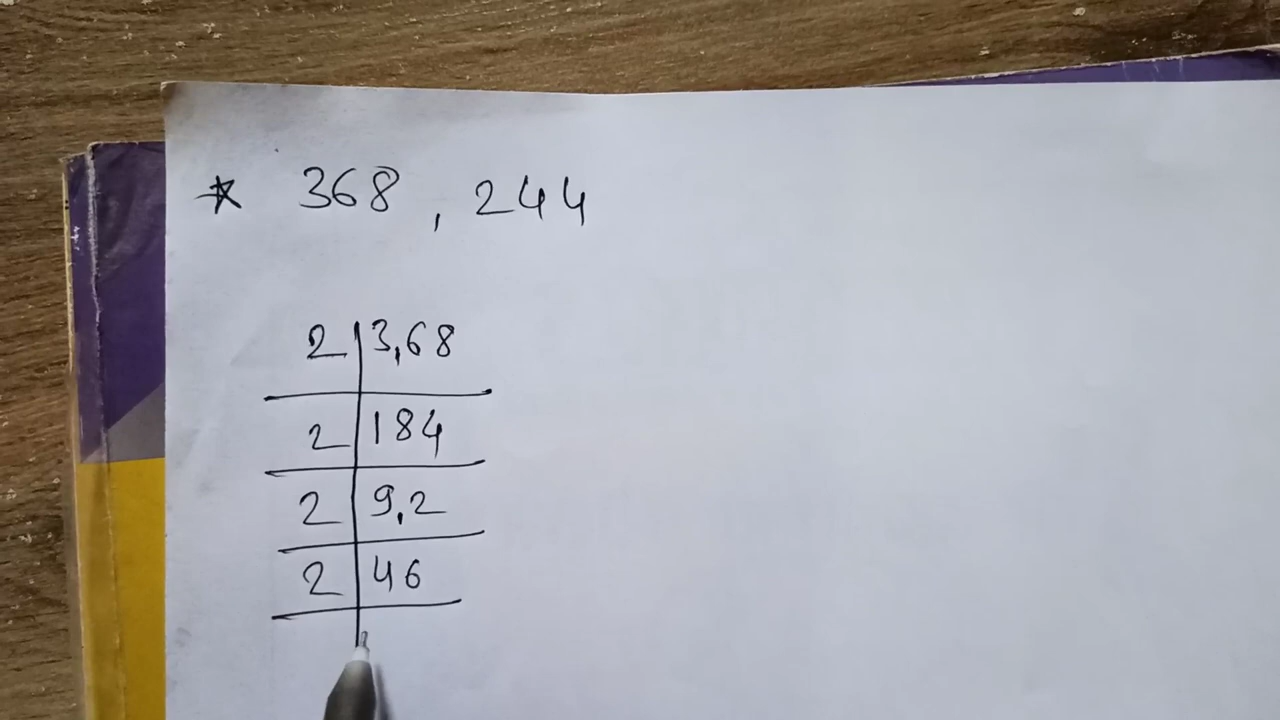 * 368 , 244
2 | 3,68
2 | 184
2 | 9,2
2 | 46